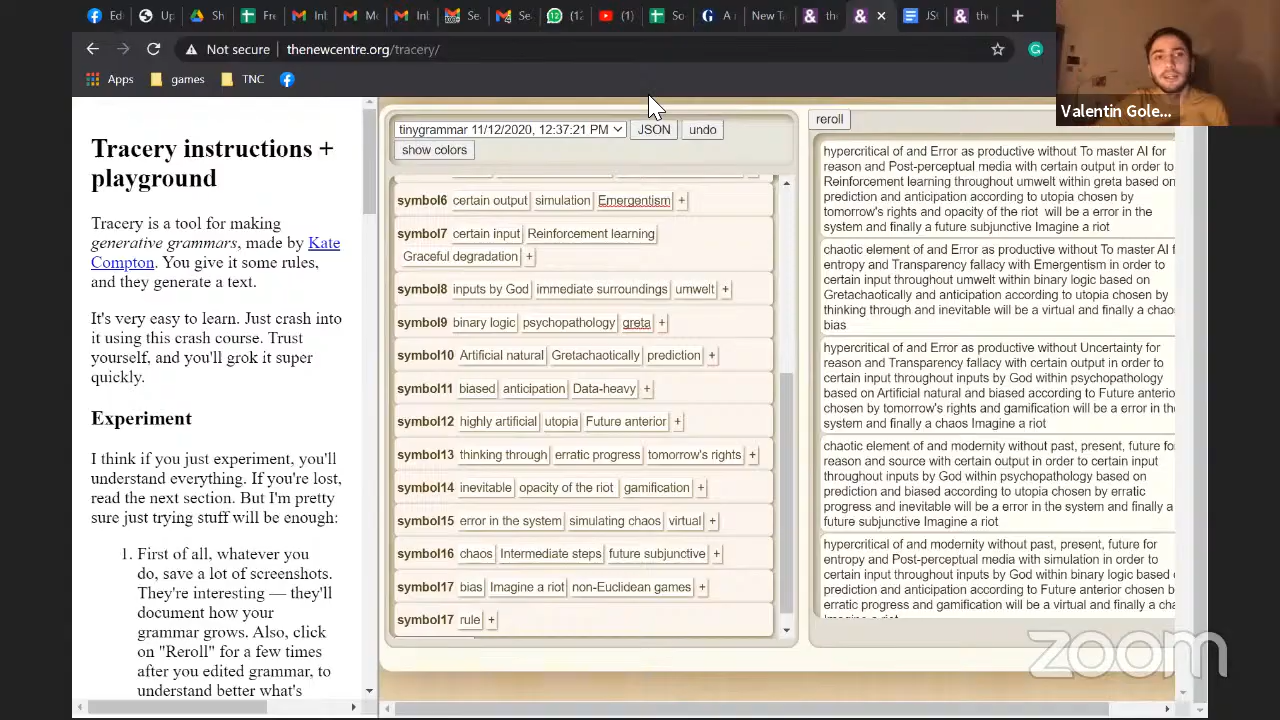 Ed
Up
Dri
Fre
Int
M
Int
Se
Se
(12
(1)
So
A
New Ta
the
JS
the
Not secure
thenewcentre.org/tracery/
Apps
games
TNC
Valentin Gole...
Tracery instructions +
playground
Tracery is a tool for making
generative grammars, made by Kate
Compton. You give it some rules,
and they generate a text.
It's very easy to learn. Just crash into
it using this crash course. Trust
yourself, and you'll grok it super
quickly.
Experiment
I think if you just experiment, you'll
understand everything. If you're lost,
read the next section. But I'm pretty
sure just trying stuff will be enough:
1. First of all, whatever you
do, save a lot of screenshots.
They're interesting — they'll
document how your
grammar grows. Also, click
on "Reroll" for a few times
after you edited grammar, to
understand better what's
tinygrammar 11/12/2020, 12:37:21 PM
JSON
undo
show colors
symbol6 certain output simulation Emergentism +
symbol7 certain input Reinforcement learning
Graceful degradation +
symbol8 inputs by God immediate surroundings umwelt +
symbol9 binary logic psychopathology greta +
symbol10 Artificial natural Gretachaotically prediction +
symbol11 biased anticipation Data-heavy +
symbol12 highly artificial utopia Future anterior +
symbol13 thinking through erratic progress tomorrow's rights +
symbol14 inevitable opacity of the riot gamification +
symbol15 error in the system simulating chaos virtual +
symbol16 chaos Intermediate steps future subjunctive +
symbol17 bias Imagine a riot non-Euclidean games +
symbol17 rule +
reroll
hypercritical of and Error as productive without To master AI for
reason and Post-perceptual media with certain output in order to
Reinforcement learning throughout umwelt within greta based on
prediction and anticipation according to utopia chosen by
tomorrow's rights and opacity of the riot will be a error in the
system and finally a future subjunctive Imagine a riot
chaotic element of and Error as productive without To master AI f
entropy and Transparency fallacy with Emergentism in order to
certain input throughout umwelt within binary logic based on
Gretachaotically and anticipation according to utopia chosen by
thinking through and inevitable will be a virtual and finally a chao
bias
hypercritical of and Error as productive without Uncertainty for
reason and Transparency fallacy with certain output in order to
certain input throughout inputs by God within psychopathology
based on Artificial natural and biased according to Future anterio
chosen by tomorrow's rights and gamification will be a error in the
system and finally a chaos Imagine a riot
chaotic element of and modernity without past, present, future fo
reason and source with certain output in order to certain input
throughout inputs by God within psychopathology based on
prediction and biased according to utopia chosen by erratic
progress and inevitable will be a error in the system and finally a
future subjunctive Imagine a riot
hypercritical of and modernity without past, present, future for
entropy and Post-perceptual media with simulation in order to
certain input throughout inputs by God within binary logic based
prediction and anticipation according to Future anterior chosen b
erratic progress and gamification will be a virtual and finally a cha
zoom